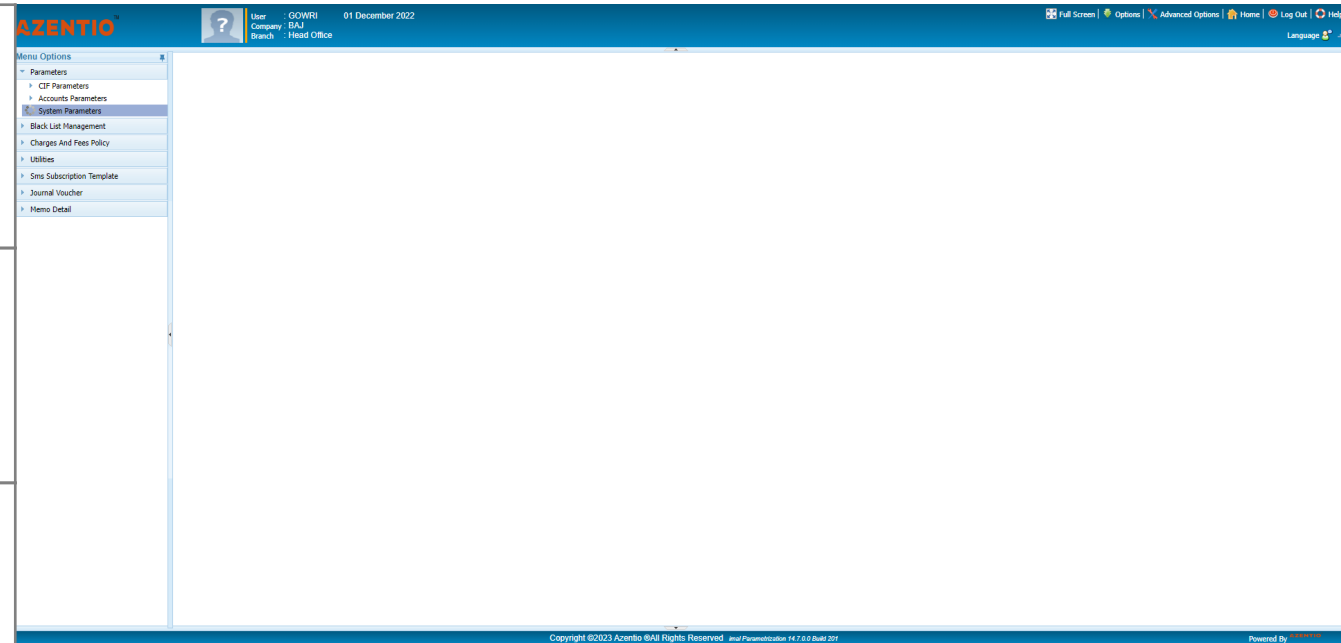 AZENTIO
User : GOWRI 01 December 2022
Company : BAJ
Branch : Head Office
Full Screen | Options | Advanced Options | Home | Log Out | Help
Language
Menu Options
Parameters
CIF Parameters
Accounts Parameters
System Parameters
Black List Management
Charges And Fees Policy
Utilities
Sms Subscription Template
Journal Voucher
Memo Detail
Copyright ©2023 Azentio ®All Rights Reserved imal Parametrization 14.7.0.0 Build 201
Powered By AZENTIO